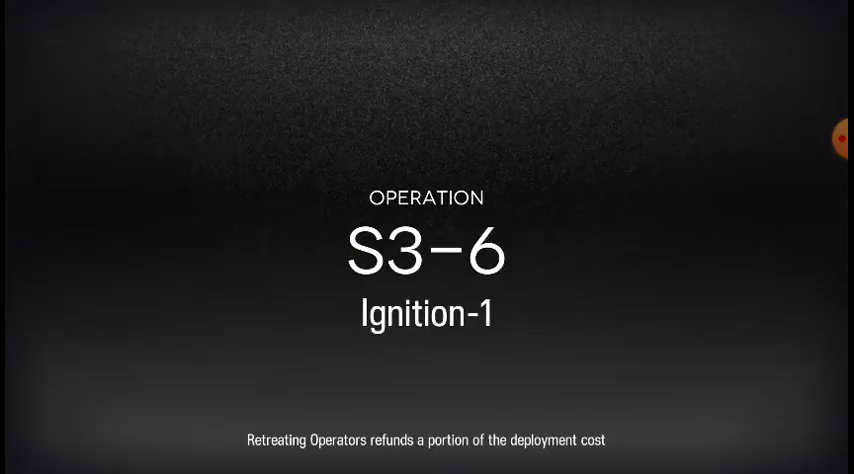 OPERATION
S3-6
Ignition-1
Retreating Operators refunds a portion of the deployment cost